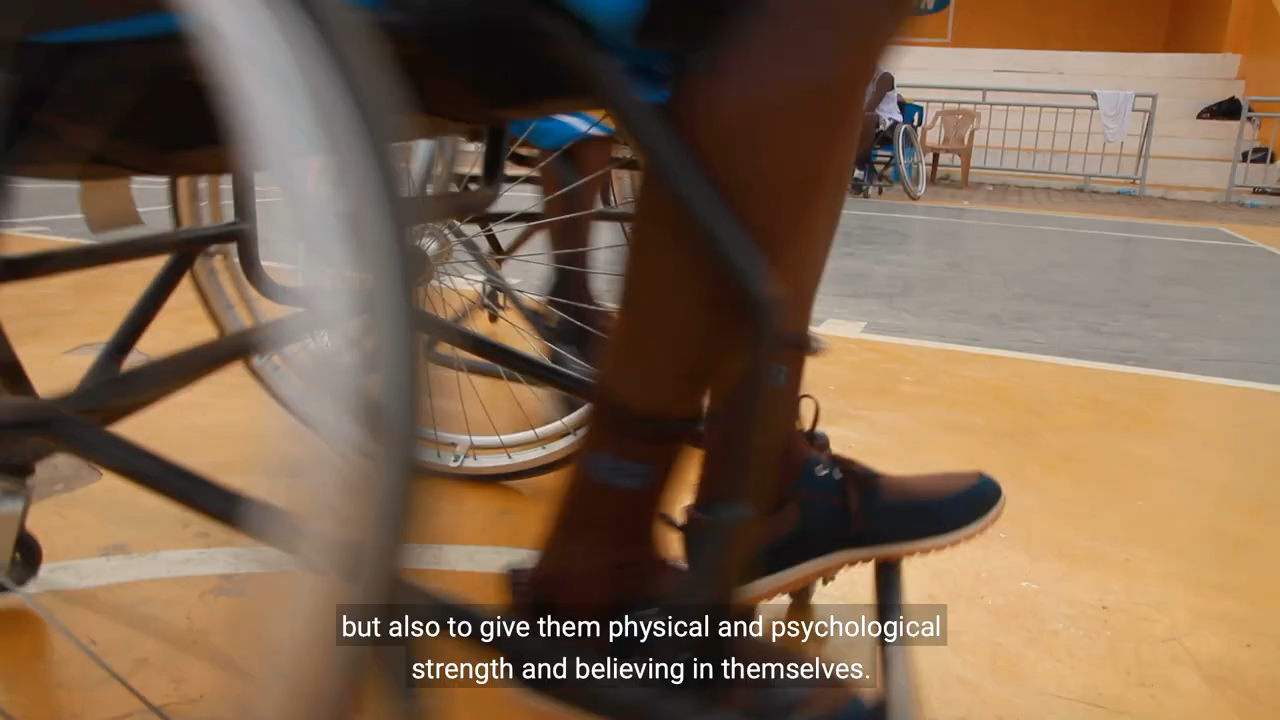 but also to give them physical and psychological
strength and believing in themselves.